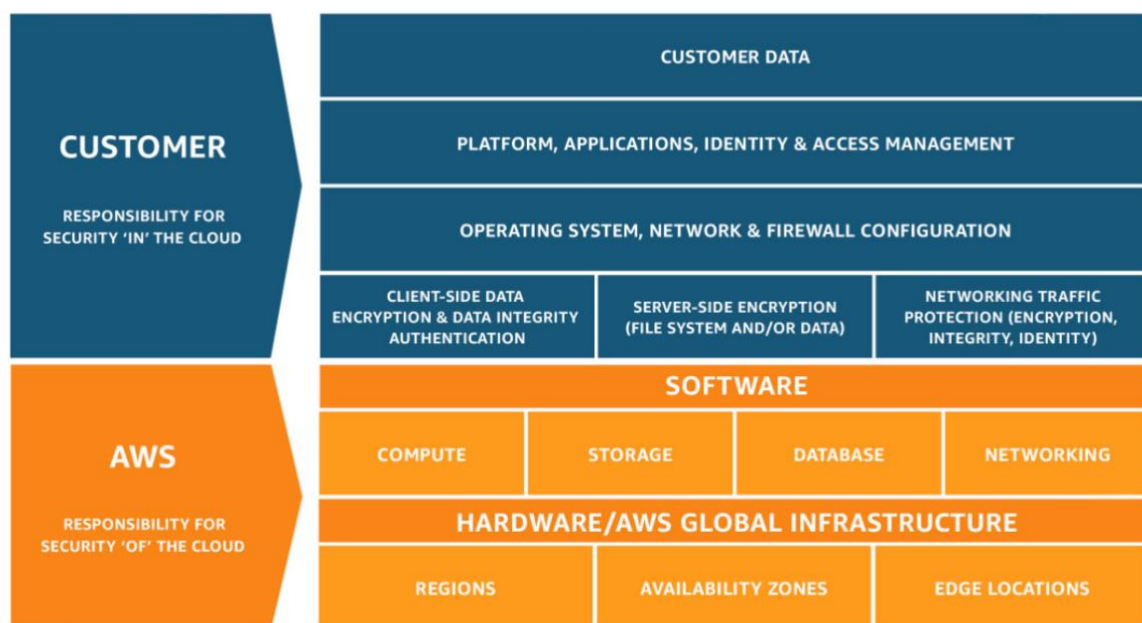 CUSTOMER
RESPONSIBILITY FOR
SECURITY ‘IN’ THE CLOUD
CUSTOMER DATA
PLATFORM, APPLICATIONS, IDENTITY & ACCESS MANAGEMENT
OPERATING SYSTEM, NETWORK & FIREWALL CONFIGURATION
CLIENT-SIDE DATA
ENCRYPTION & DATA INTEGRITY
AUTHENTICATION
SERVER-SIDE ENCRYPTION
(FILE SYSTEM AND/OR DATA)
NETWORKING TRAFFIC
PROTECTION (ENCRYPTION,
INTEGRITY, IDENTITY)
AWS
RESPONSIBILITY FOR
SECURITY ‘OF’ THE CLOUD
SOFTWARE
COMPUTE
STORAGE
DATABASE
NETWORKING
HARDWARE/AWS GLOBAL INFRASTRUCTURE
REGIONS
AVAILABILITY ZONES
EDGE LOCATIONS